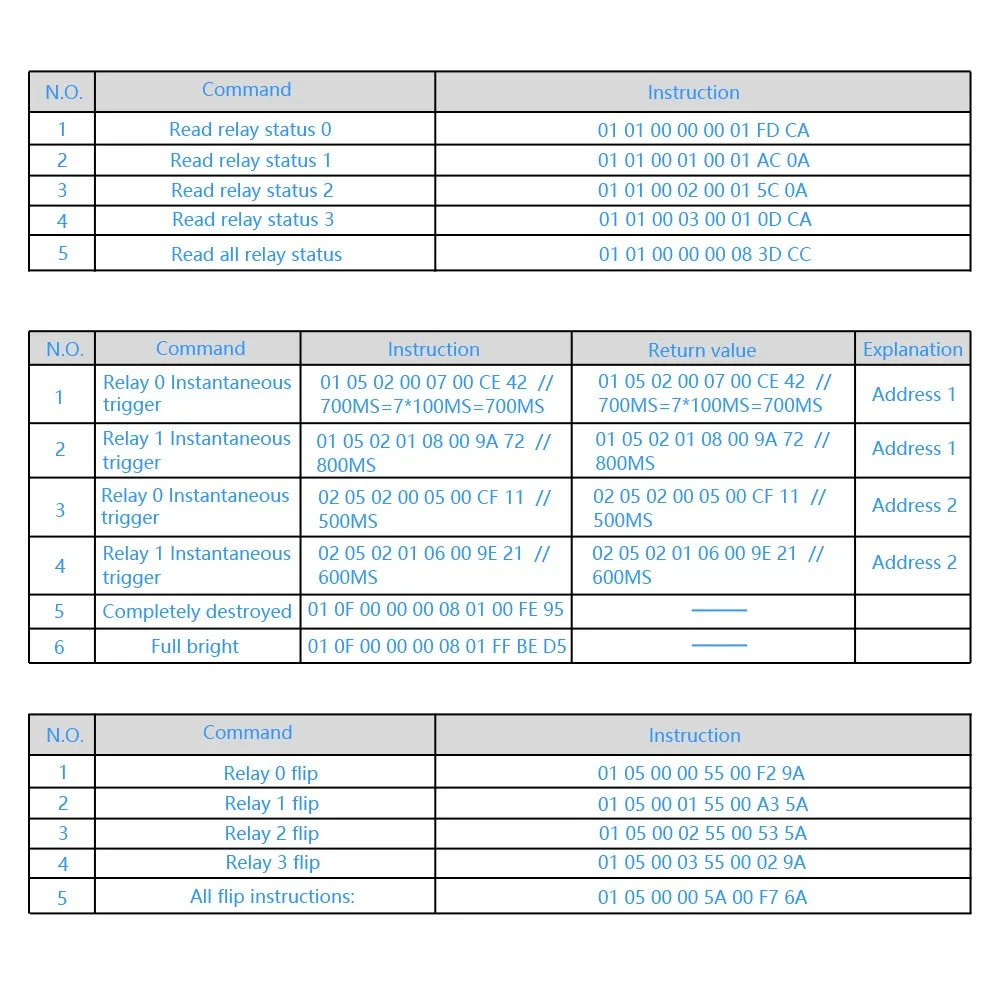 N.O. Command Instruction
1 Read relay status 0 01 01 00 00 00 01 FD CA
2 Read relay status 1 01 01 00 01 00 01 AC 0A
3 Read relay status 2 01 01 00 02 00 01 5C 0A
4 Read relay status 3 01 01 00 03 00 01 0D CA
5 Read all relay status 01 01 00 00 00 08 3D CC
N.O. Command Instruction Return value Explanation
1 Relay 0 Instantaneous 01 05 02 00 07 00 CE 42 // 01 05 02 00 07 00 CE 42 // Address 1
trigger 700MS=7*100MS=700MS 700MS=7*100MS=700MS
2 Relay 1 Instantaneous 01 05 02 01 08 00 9A 72 // 01 05 02 01 08 00 9A 72 // Address 1
trigger 800MS 800MS
3 Relay 0 Instantaneous 02 05 02 00 05 00 CF 11 // 02 05 02 00 05 00 CF 11 // Address 2
trigger 500MS 500MS
4 Relay 1 Instantaneous 02 05 02 01 06 00 9E 21 // 02 05 02 01 06 00 9E 21 // Address 2
trigger 600MS 600MS
5 Completely destroyed 01 0F 00 00 00 08 01 00 FE 95
6 Full bright 01 0F 00 00 00 08 01 FF BE D5
N.O. Command Instruction
1 Relay 0 flip 01 05 00 00 55 00 F2 9A
2 Relay 1 flip 01 05 00 01 55 00 A3 5A
3 Relay 2 flip 01 05 00 02 55 00 53 5A
4 Relay 3 flip 01 05 00 03 55 00 02 9A
5 All flip instructions: 01 05 00 00 5A 00 F7 6A